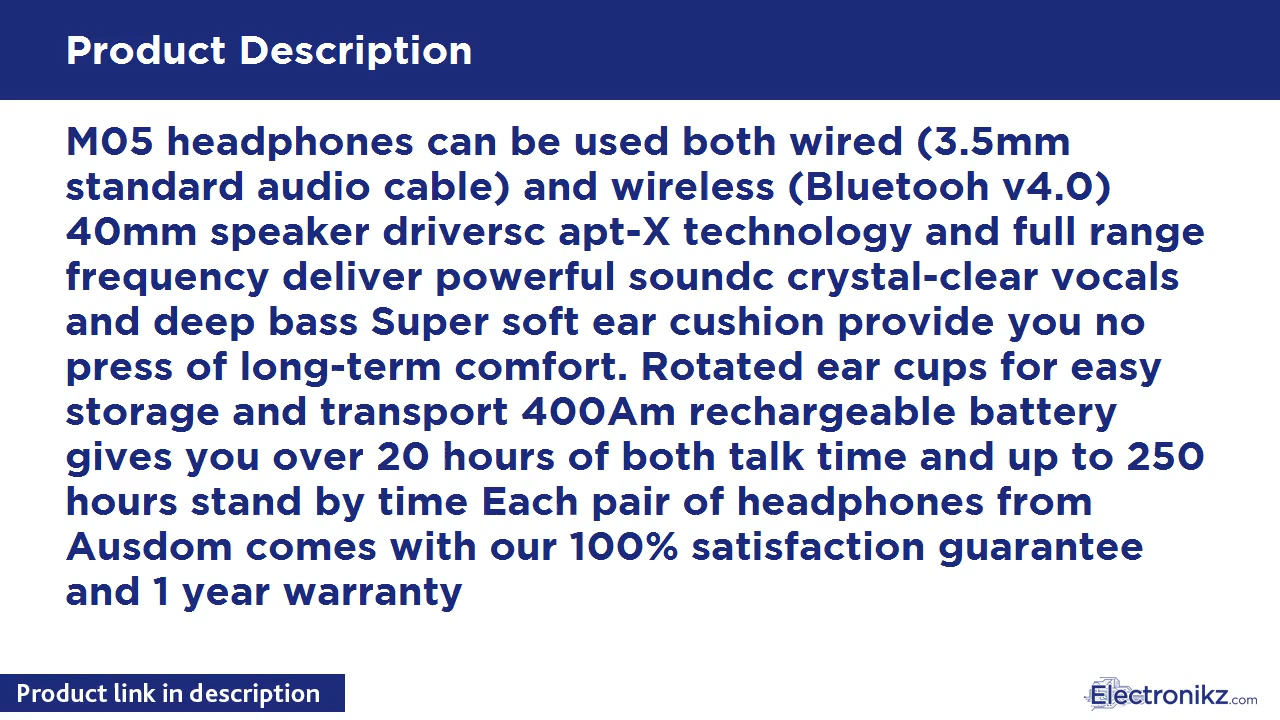 Product Description
M05 headphones can be used both wired (3.5mm
standard audio cable) and wireless (Bluetooh v4.0)
40mm speaker driversc apt-X technology and full range
frequency deliver powerful soundc crystal-clear vocals
and deep bass Super soft ear cushion provide you no
press of long-term comfort. Rotated ear cups for easy
storage and transport 400Am rechargeable battery
gives you over 20 hours of both talk time and up to 250
hours stand by time Each pair of headphones from
Ausdom comes with our 100% satisfaction guarantee
and 1 year warranty
Product link in description
Electronikz.com